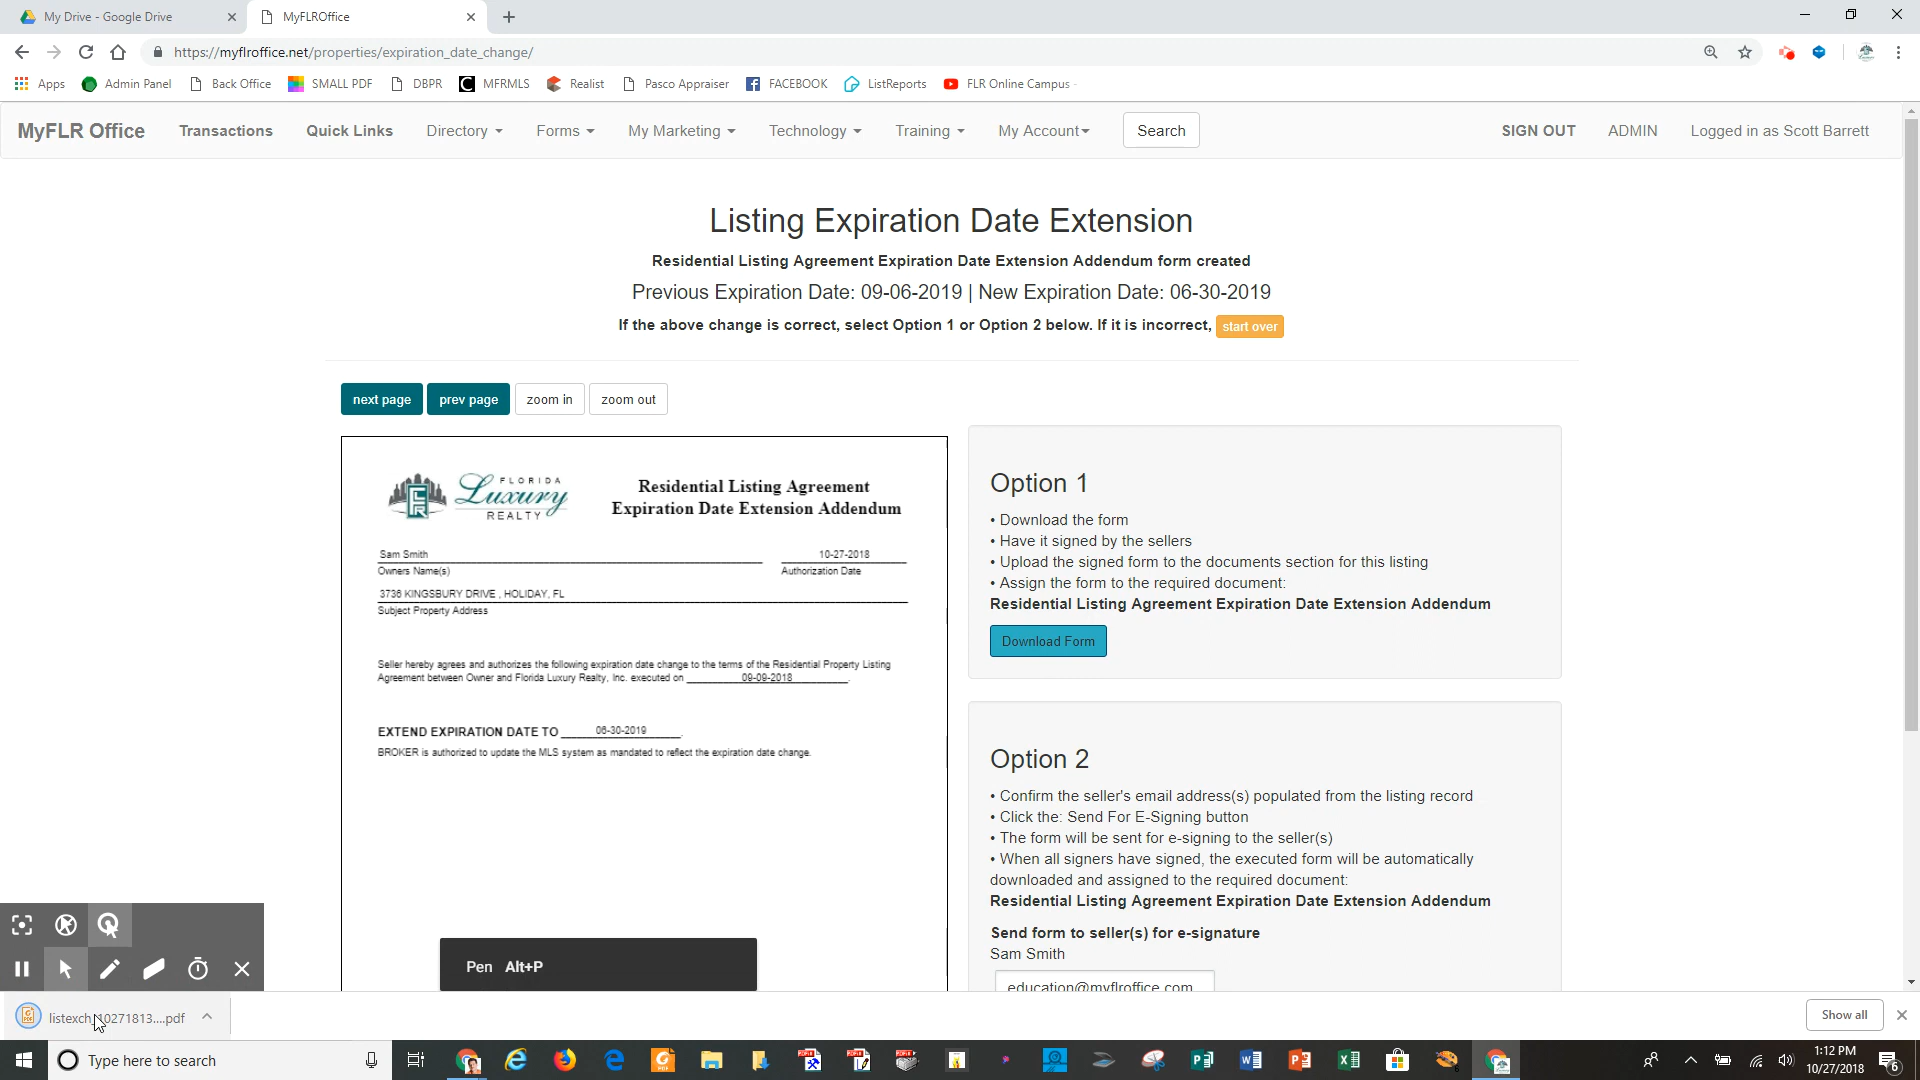 My Drive - Google Drive
MyFLROffice
https://myflroffice.net/properties/expiration_date_change/
Apps Admin Panel Back Office SMALL PDF DBPR MFRMLS Realist Pasco Appraiser FACEBOOK ListReports FLR Online Campus -
MyFLR Office Transactions Quick Links Directory Forms My Marketing Technology Training My Account Search SIGN OUT ADMIN Logged in as Scott Barrett
Listing Expiration Date Extension
Residential Listing Agreement Expiration Date Extension Addendum form created
Previous Expiration Date: 09-06-2019 | New Expiration Date: 06-30-2019
If the above change is correct, select Option 1 or Option 2 below. If it is incorrect, start over
next page prev page zoom in zoom out
FLORIDA
Luxury
REALTY
Residential Listing Agreement
Expiration Date Extension Addendum
Sam Smith 10-27-2018
Owners Name(s) Authorization Date
3736 KINGSBURY DRIVE , HOLIDAY, FL
Subject Property Address
Seller hereby agrees and authorizes the following expiration date change to the terms of the Residential Property Listing
Agreement between Owner and Florida Luxury Realty, Inc. executed on 09-09-2018.
EXTEND EXPIRATION DATE TO 06-30-2019.
BROKER is authorized to update the MLS system as mandated to reflect the expiration date change.
Option 1
• Download the form
• Have it signed by the sellers
• Upload the signed form to the documents section for this listing
• Assign the form to the required document:
Residential Listing Agreement Expiration Date Extension Addendum
Download Form
Option 2
• Confirm the seller's email address(s) populated from the listing record
• Click the: Send For E-Signing button
• The form will be sent for e-signing to the seller(s)
• When all signers have signed, the executed form will be automatically
downloaded and assigned to the required document:
Residential Listing Agreement Expiration Date Extension Addendum
Send form to seller(s) for e-signature
Sam Smith
education@myflroffice.com
Pen Alt+P
listexch_10271813....pdf
Show all
Type here to search
1:12 PM
10/27/2018
6